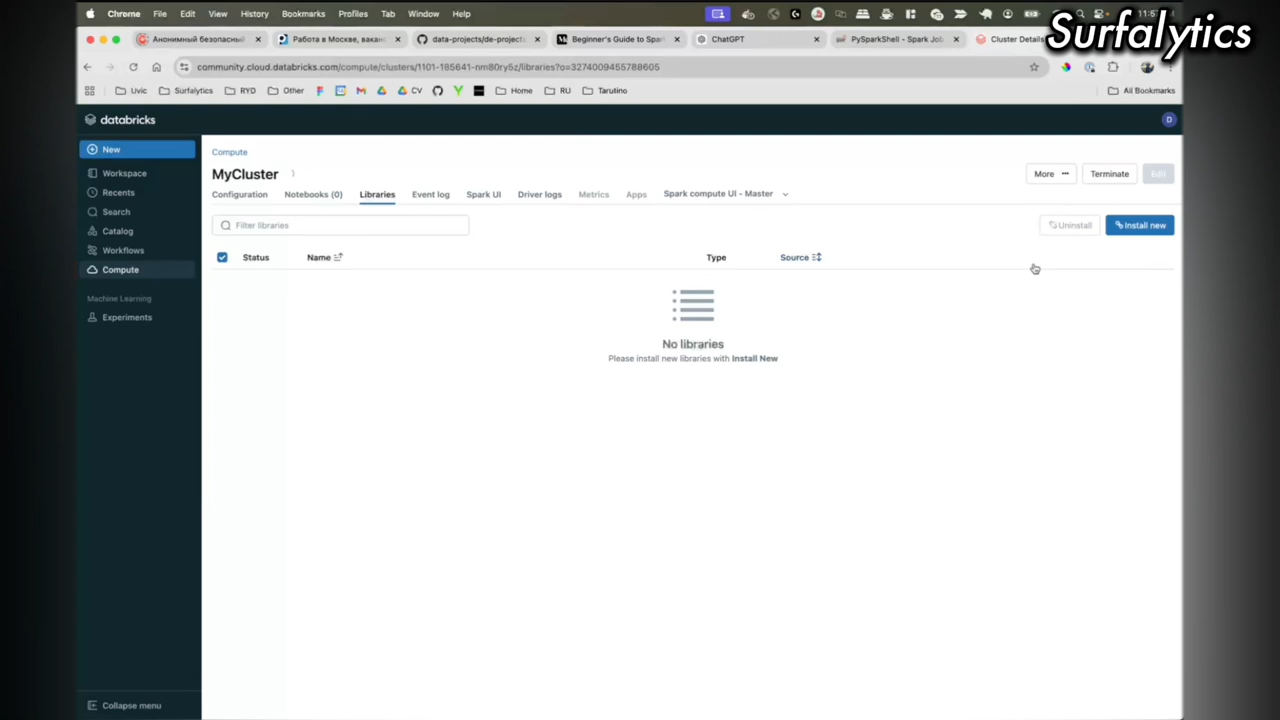 Chrome File Edit View History Bookmarks Profiles Tab Window Help
Surfalytics
Анонимный безопасный
Работа в Москве, вакан
data-projects/de-projects
Beginner's Guide to Spar
ChatGPT
PySparkShell - Spark Job
Cluster Details
community.cloud.databricks.com/compute/clusters/1101-165641-nm80ry5z/libraries?o=3274009455788605
Uvic Surfalytics RYD Other CV Home RU Tarutino All Bookmarks
databricks
D
New
Workspace
Recents
Search
Catalog
Workflows
Compute
Machine Learning
Experiments
Collapse menu
Compute
MyCluster
More
Terminate
Edit
Configuration Notebooks (0) Libraries Event log Spark UI Driver logs Metrics Apps Spark compute UI - Master
Filter libraries
Uninstall
Install new
Status Name Type Source
No libraries
Please install new libraries with Install New